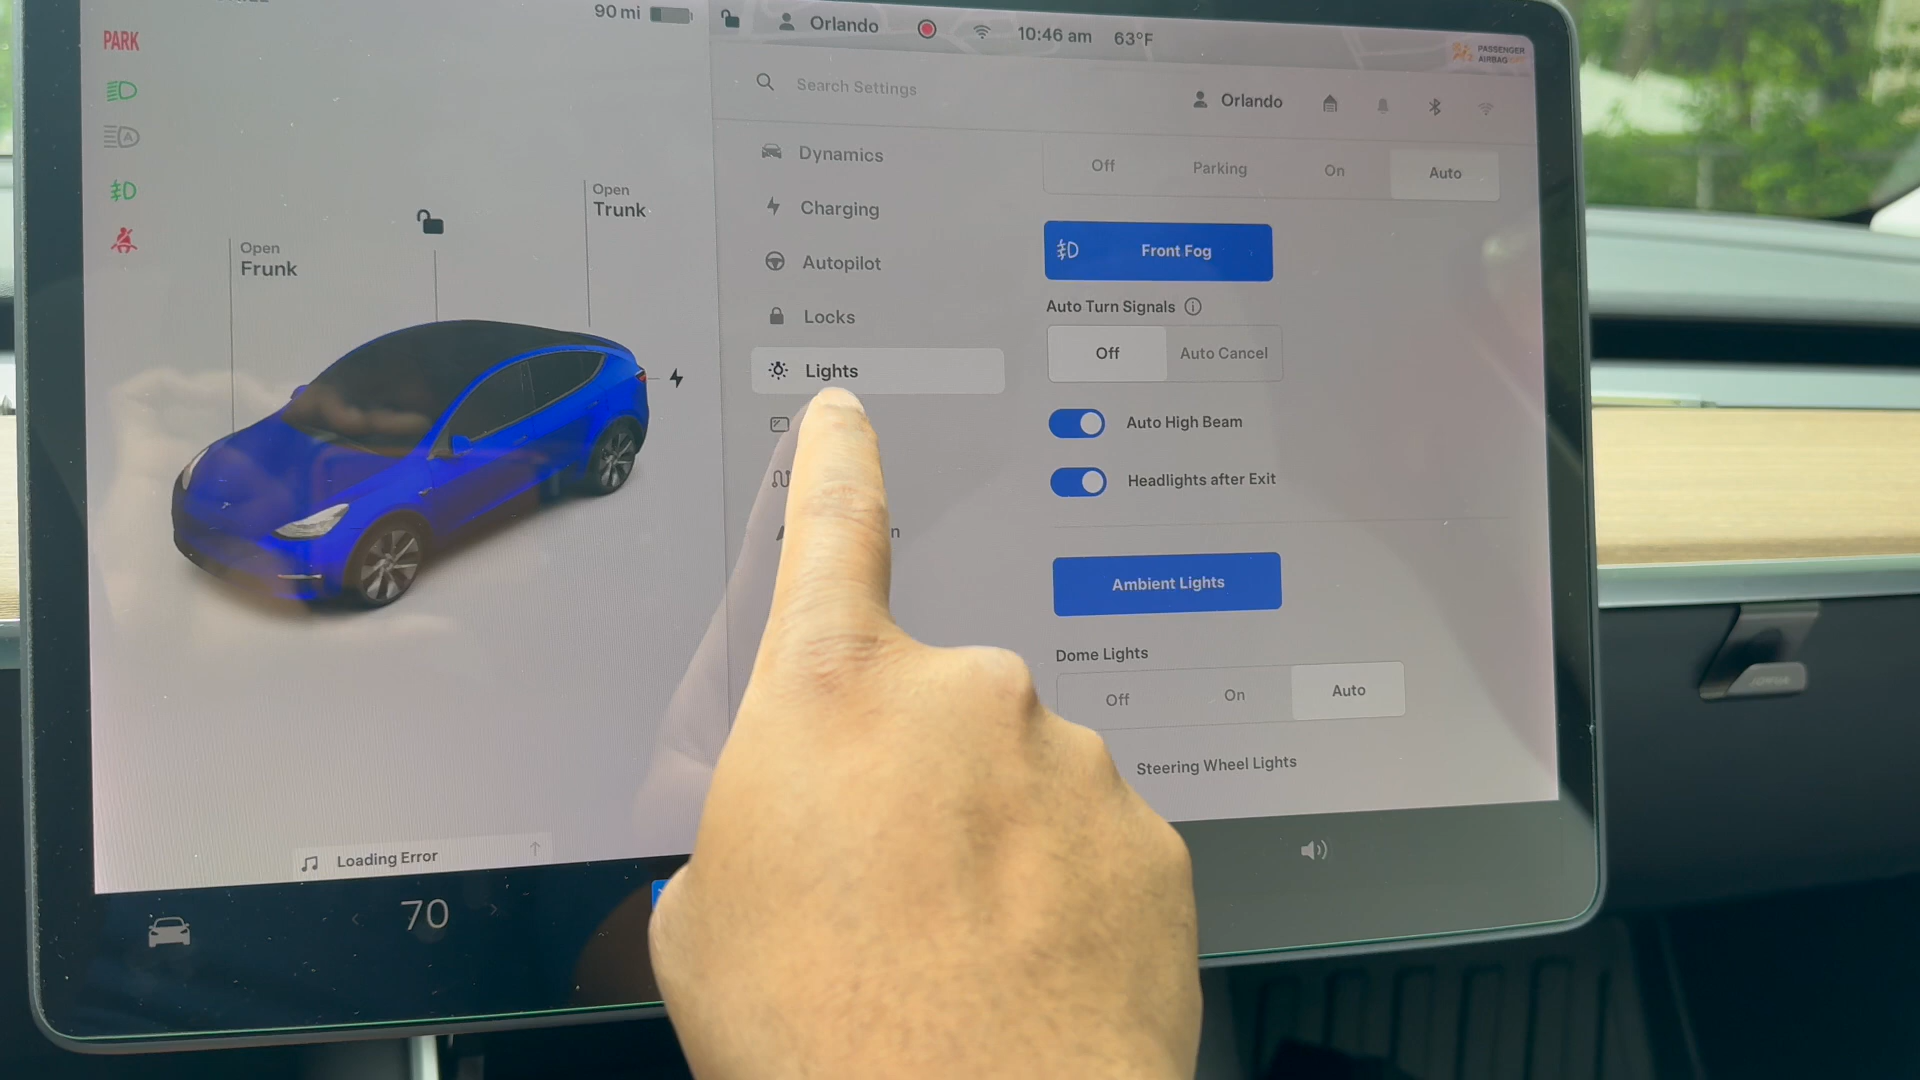 PARK
90 mi
Orlando
10:46 am
63°F
PASSENGER
AIRBAG
Search Settings
Orlando
Dynamics
Charging
Autopilot
Locks
Lights
Open
Frunk
Open
Trunk
Off
Parking
On
Auto
Front Fog
Auto Turn Signals
Off
Auto Cancel
Auto High Beam
Headlights after Exit
Ambient Lights
Dome Lights
Off
On
Auto
Steering Wheel Lights
Loading Error
70